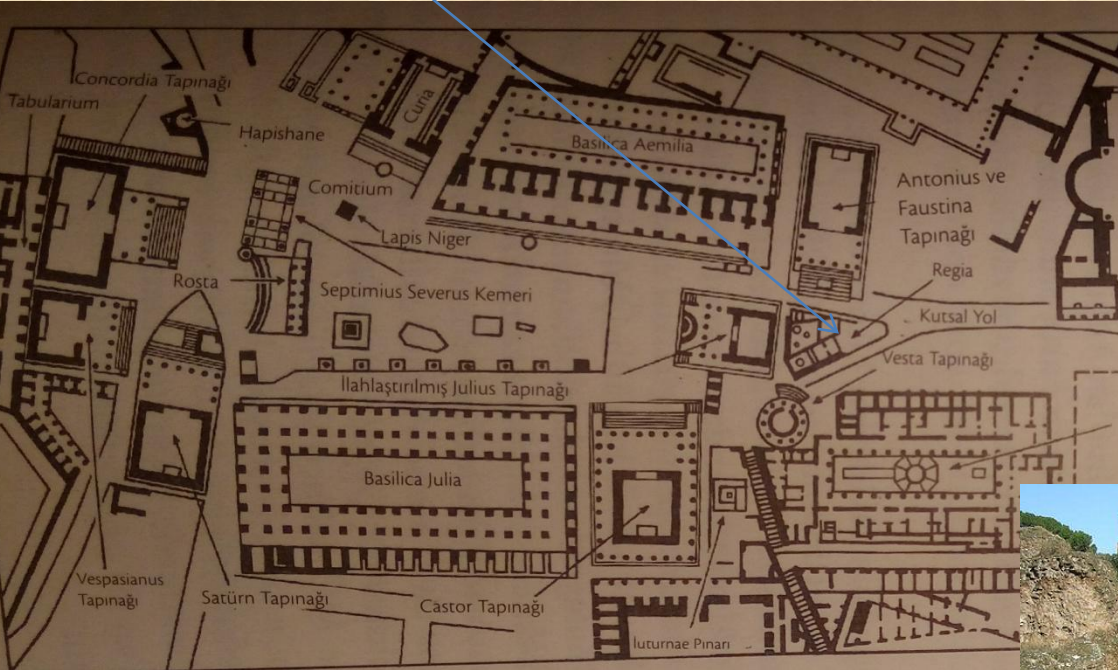 Concordia Tapınağı
Tabularium
Hapishane
Curia
Comitium
Lapis Niger
Basilica Aemilia
Antonius ve
Faustina
Tapınağı
Regia
Kutsal Yol
Rosta
Septimius Severus Kemeri
Vesta Tapınağı
İlahlaştırılmış Julius Tapınağı
Basilica Julia
Vespasianus
Tapınağı
Satürn Tapınağı
Castor Tapınağı
Iuturnae Pınarı